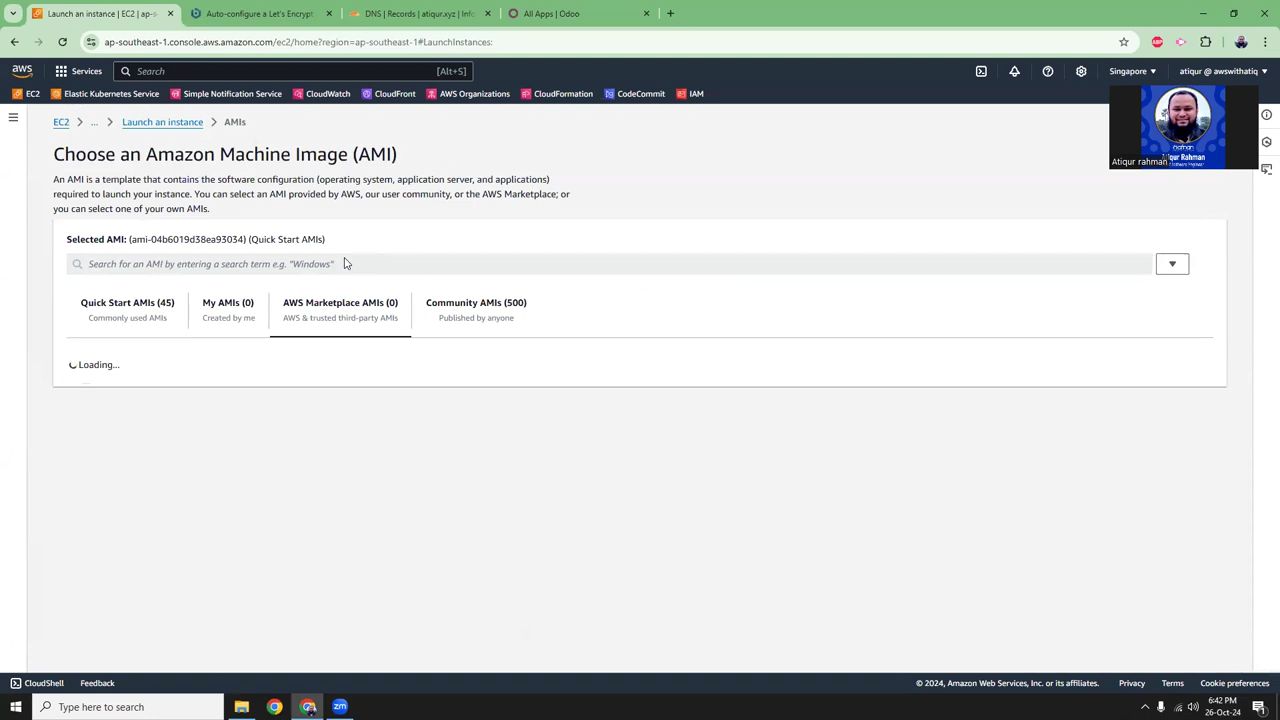 Launch an instance | EC2 | ap-s
Auto-configure a Let's Encrypt
DNS | Records | atiqur.xyz | Info
All Apps | Odoo
ap-southeast-1.console.aws.amazon.com/ec2/home?region=ap-southeast-1#LaunchInstances:
aws
Services
Search
[Alt+S]
Singapore
atiqur @ awswithatiq
EC2
Elastic Kubernetes Service
Simple Notification Service
CloudWatch
CloudFront
AWS Organizations
CloudFormation
CodeCommit
IAM
EC2
...
Launch an instance
AMIs
Choose an Amazon Machine Image (AMI)
An AMI is a template that contains the software configuration (operating system, application server, and applications)
required to launch your instance. You can select an AMI provided by AWS, our user community, or the AWS Marketplace; or
you can select one of your own AMIs.
Atiqur Rahman
Atiqur rahman
Selected AMI: (ami-04b6019d38ea93034) (Quick Start AMIs)
Search for an AMI by entering a search term e.g. "Windows"
Quick Start AMIs (45)
Commonly used AMIs
My AMIs (0)
Created by me
AWS Marketplace AMIs (0)
AWS & trusted third-party AMIs
Community AMIs (500)
Published by anyone
Loading...
CloudShell
Feedback
© 2024, Amazon Web Services, Inc. or its affiliates.
Privacy
Terms
Cookie preferences
Type here to search
zm
6:42 PM
26-Oct-24